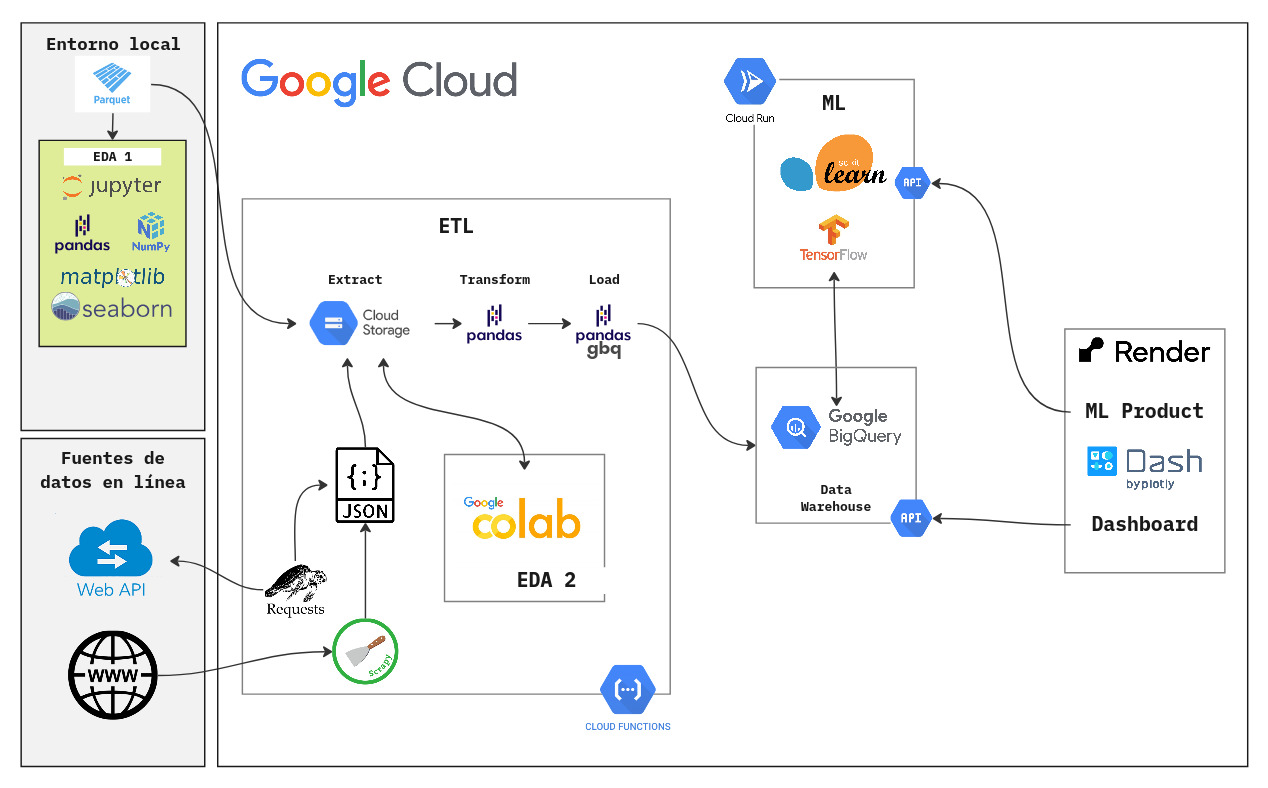 Entorno local
Parquet
EDA 1
jupyter
pandas
NumPy
matplotlib
seaborn
Fuentes de
datos en línea
Web API
WWW
Google Cloud
ETL
Extract
Transform
Load
Cloud
Storage
pandas
pandas
gbq
{;}
JSON
Requests
Scrapy
Google
colab
EDA 2
CLOUD FUNCTIONS
Cloud Run
ML
scikit
learn
API
TensorFlow
Google
BigQuery
Data
Warehouse
API
Render
ML Product
Dash
by plotly
Dashboard